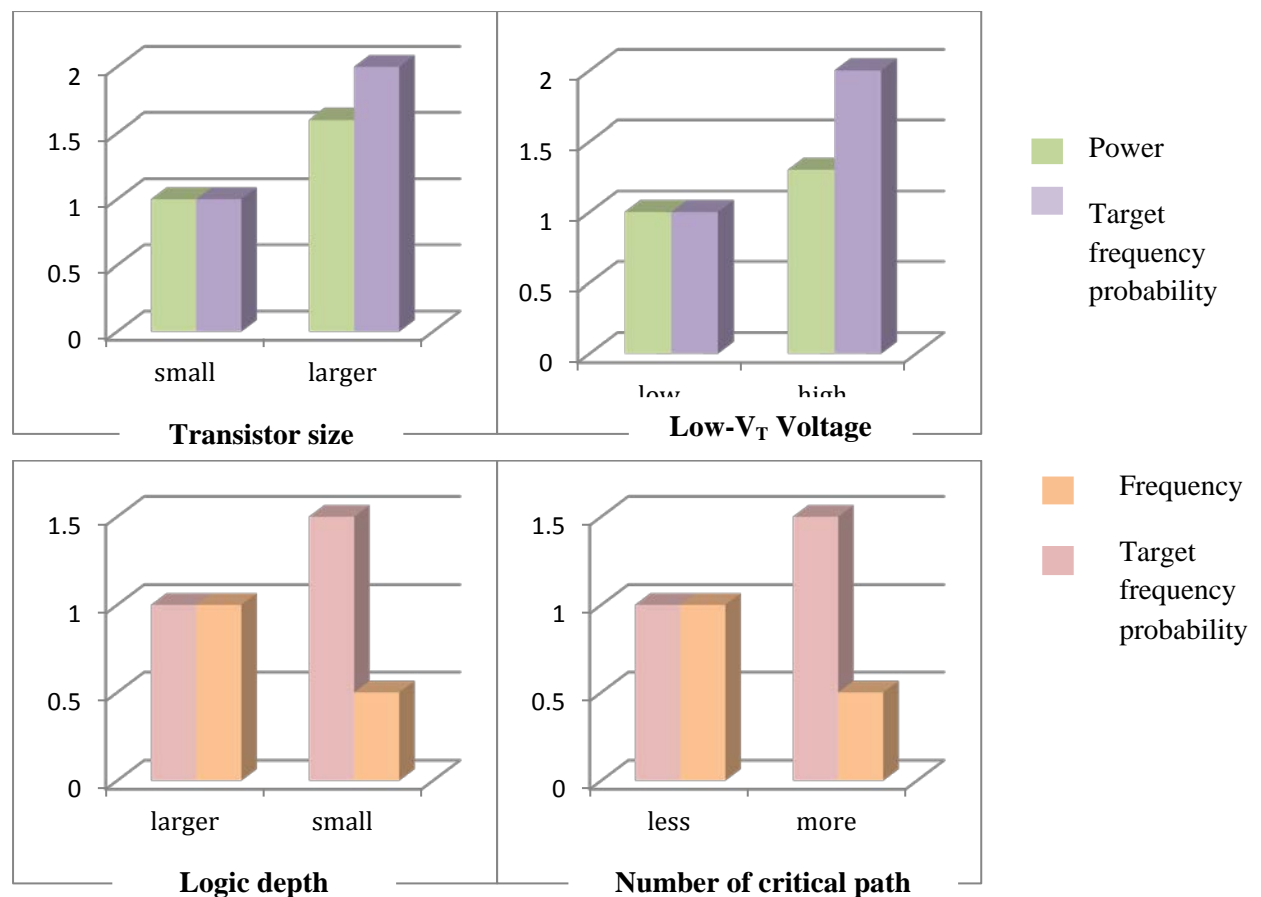 2
1.5
1
0.5
0
small larger
Transistor size
2
1.5
1
0.5
0
low high
Low-VT Voltage
Power
Target
frequency
probability
1.5
1
0.5
0
larger small
Logic depth
1.5
1
0.5
0
less more
Number of critical path
Frequency
Target
frequency
probability